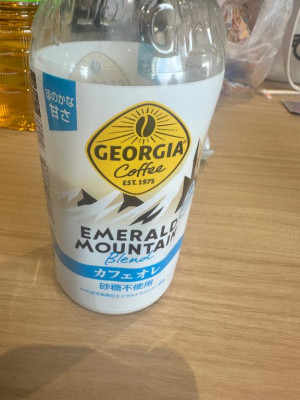 ほのかな
甘さ
GEORGIA
Coffee
EST. 1975
EMERALD
MOUNTAIN
Blend
カフェオレ
砂糖不使用